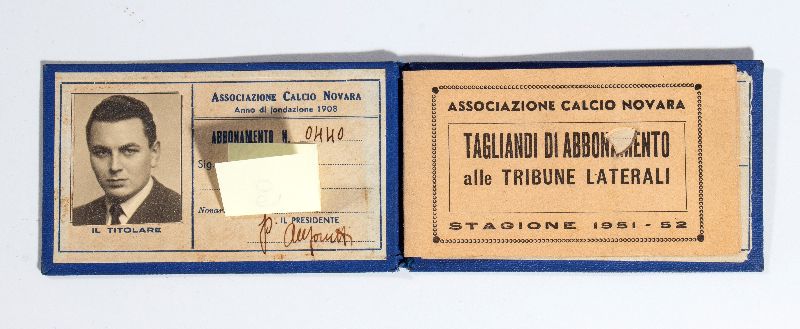 ASSOCIAZIONE CALCIO NOVARA
Anno di fondazione 1908
ABBONAMENTO N. 0440
Sig.
IL PRESIDENTE
IL TITOLARE
ASSOCIAZIONE CALCIO NOVARA
TAGLIANDI DI ABBONAMENTO
alle TRIBUNE LATERALI
STAGIONE 1951-52